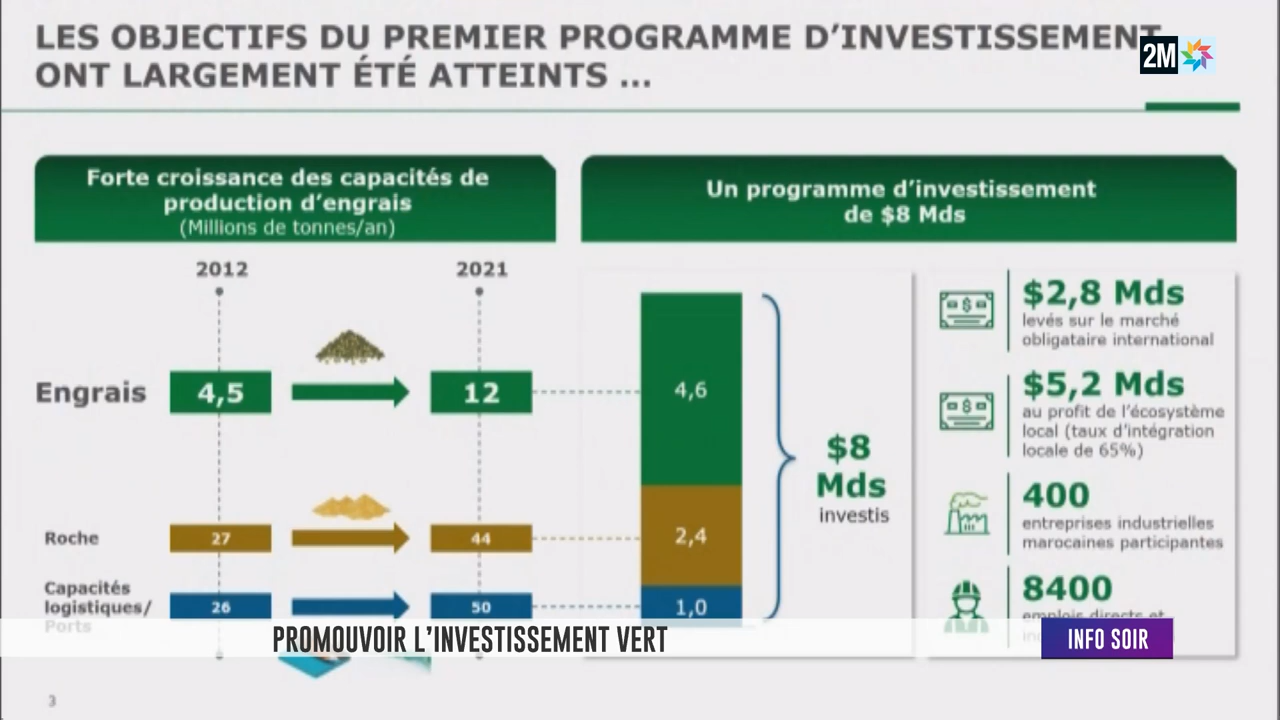 LES OBJECTIFS DU PREMIER PROGRAMME D'INVESTISSEMENT
ONT LARGEMENT ÉTÉ ATTEINTS ...
2M
Forte croissance des capacités de
production d'engrais
(Millions de tonnes/an)
2012
2021
Engrais
4,5
12
Roche
27
44
Capacités
logistiques/
Ports
26
50
Un programme d'investissement
de $8 Mds
4,6
2,4
1,0
$8
Mds
investis
$2,8 Mds
levés sur le marché
obligataire international
$5,2 Mds
au profit de l'écosystème
local (taux d'intégration
locale de 65%)
400
entreprises industrielles
marocaines participantes
8400
emplois directs et
PROMOUVOIR L'INVESTISSEMENT VERT
INFO SOIR
3